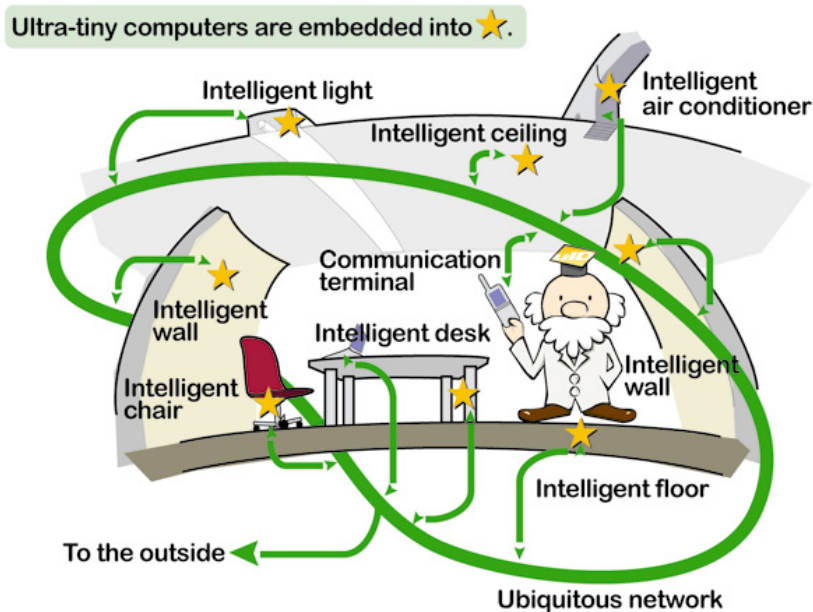 Ultra-tiny computers are embedded into ⭐.
Intelligent light
Intelligent
air conditioner
Intelligent ceiling
Communication
terminal
Intelligent
wall
Intelligent desk
Intelligent
wall
Intelligent
chair
Intelligent floor
To the outside
Ubiquitous network